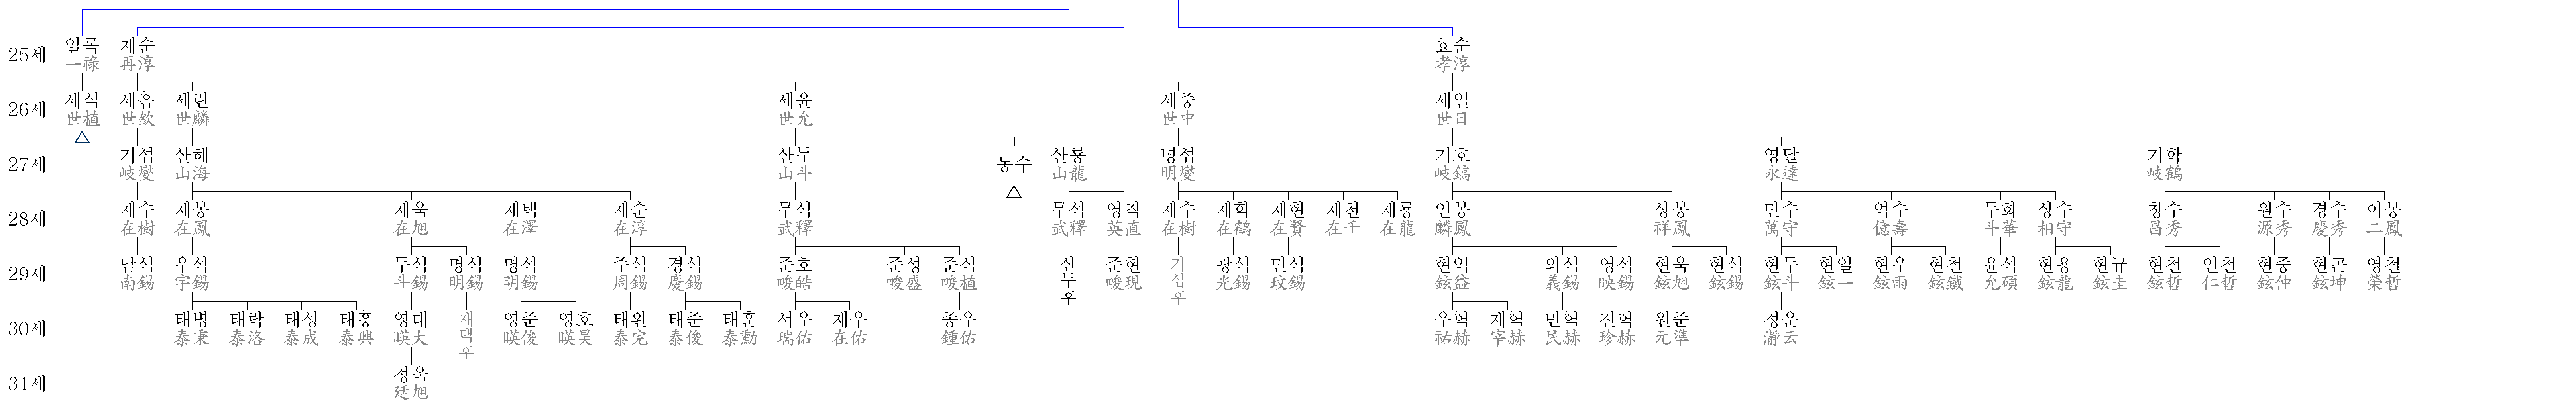 25세 일록 재순 효순
一祿 再淳 孝淳
26세 세식 세흠 세린 세윤 세중 세일
世植 世欽 世麟 世允 世中 世日
27세 기섭 산해 산두 동수 산룡 명섭 기호 영달 기학
岐燮 山海 山斗 山龍 明燮 岐鎬 永達 岐鶴
28세 재수 재봉 재욱 재택 재순 무석 무석 영직 재수 재학 재현 재천 재룡 인봉 상봉 만수 억수 두화 상수 창수 원수 경수 이봉
在樹 在鳳 在旭 在澤 在淳 武釋 武釋 英直 在樹 在鶴 在賢 在千 在龍 麟鳳 祥鳳 萬守 億壽 斗華 相守 昌秀 源秀 慶秀 二鳳
29세 남석 우석 두석 명석 명석 주석 경석 준호 준성 준식 산두후 준현 기섭후 광석 민석 현익 의석 영석 현욱 현석 현두 현일 현우 현철 윤석 현용 현규 현철 인철 현중 현곤 영철
南錫 宇錫 斗錫 明錫 明錫 周錫 慶錫 畯皓 畯盛 畯植 畯現 光錫 玟錫 鉉益 義錫 映錫 鉉旭 鉉錫 鉉斗 鉉一 鉉雨 鉉鐵 允碩 鉉龍 鉉圭 鉉哲 仁哲 鉉仲 鉉坤 榮哲
30세 태병 태락 태성 태흥 영대 재택후 영준 영호 태완 태준 태훈 서우 재우 종우 우혁 재혁 민혁 진혁 원준 정운
泰秉 泰洛 泰成 泰興 暎大 暎俊 暎昊 泰完 泰俊 泰勳 瑞佑 在佑 鍾佑 祐赫 宰赫 民赫 珍赫 元準 瀞云
31세 정욱
廷旭